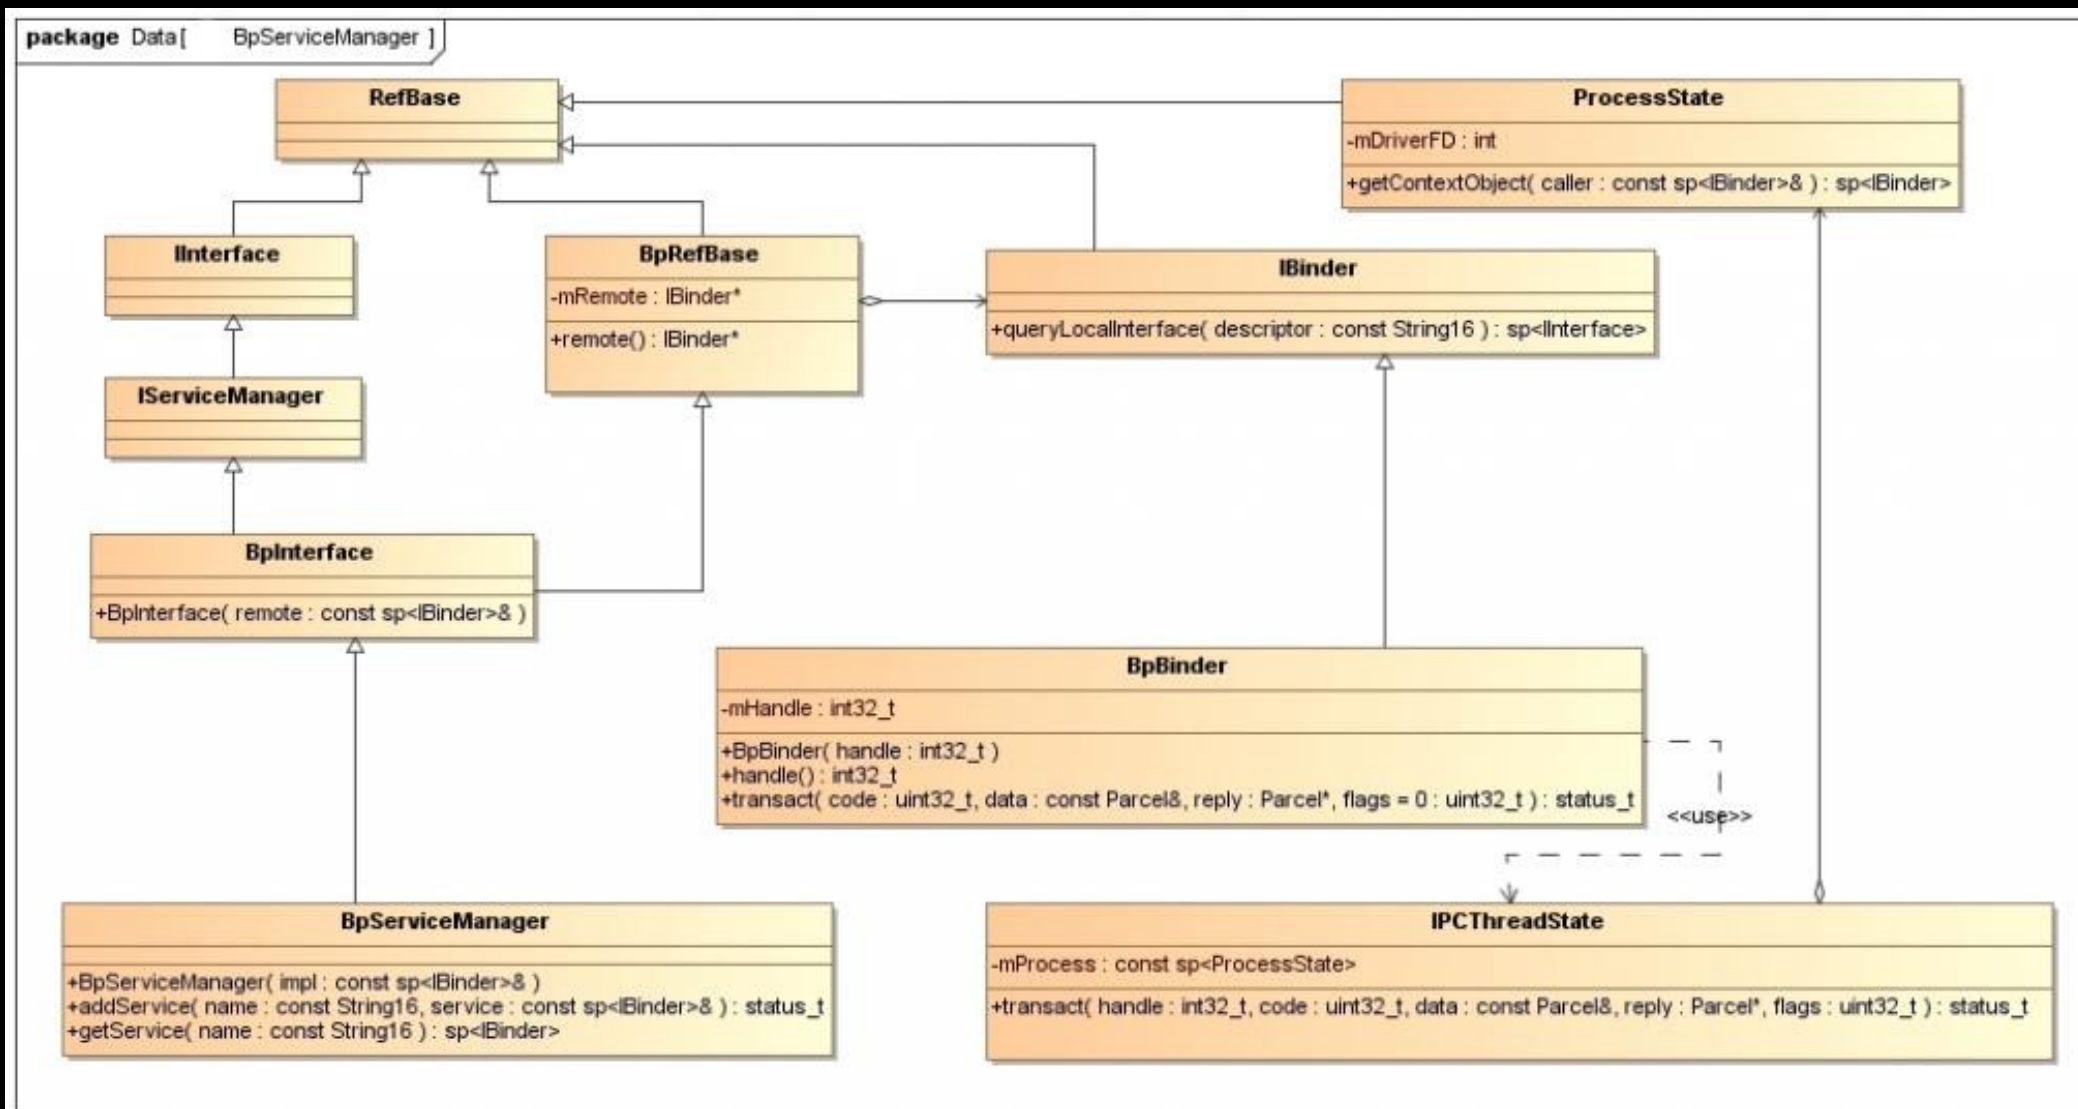 package Data[ BpServiceManager ]
RefBase
ProcessState
-mDriverFD : int
+getContextObject( caller : const sp<IBinder>& ) : sp<IBinder>
IInterface
BpRefBase
-mRemote : IBinder*
+remote() : IBinder*
IBinder
+queryLocalInterface( descriptor : const String16 ) : sp<IInterface>
IServiceManager
BpInterface
+BpInterface( remote : const sp<IBinder>& )
BpBinder
-mHandle : int32_t
+BpBinder( handle : int32_t )
+handle() : int32_t
+transact( code : uint32_t, data : const Parcel&, reply : Parcel*, flags = 0 : uint32_t ) : status_t
<<use>>
BpServiceManager
+BpServiceManager( impl : const sp<IBinder>& )
+addService( name : const String16, service : const sp<IBinder>& ) : status_t
+getService( name : const String16 ) : sp<IBinder>
IPCThreadState
-mProcess : const sp<ProcessState>
+transact( handle : int32_t, code : uint32_t, data : const Parcel&, reply : Parcel*, flags : uint32_t ) : status_t